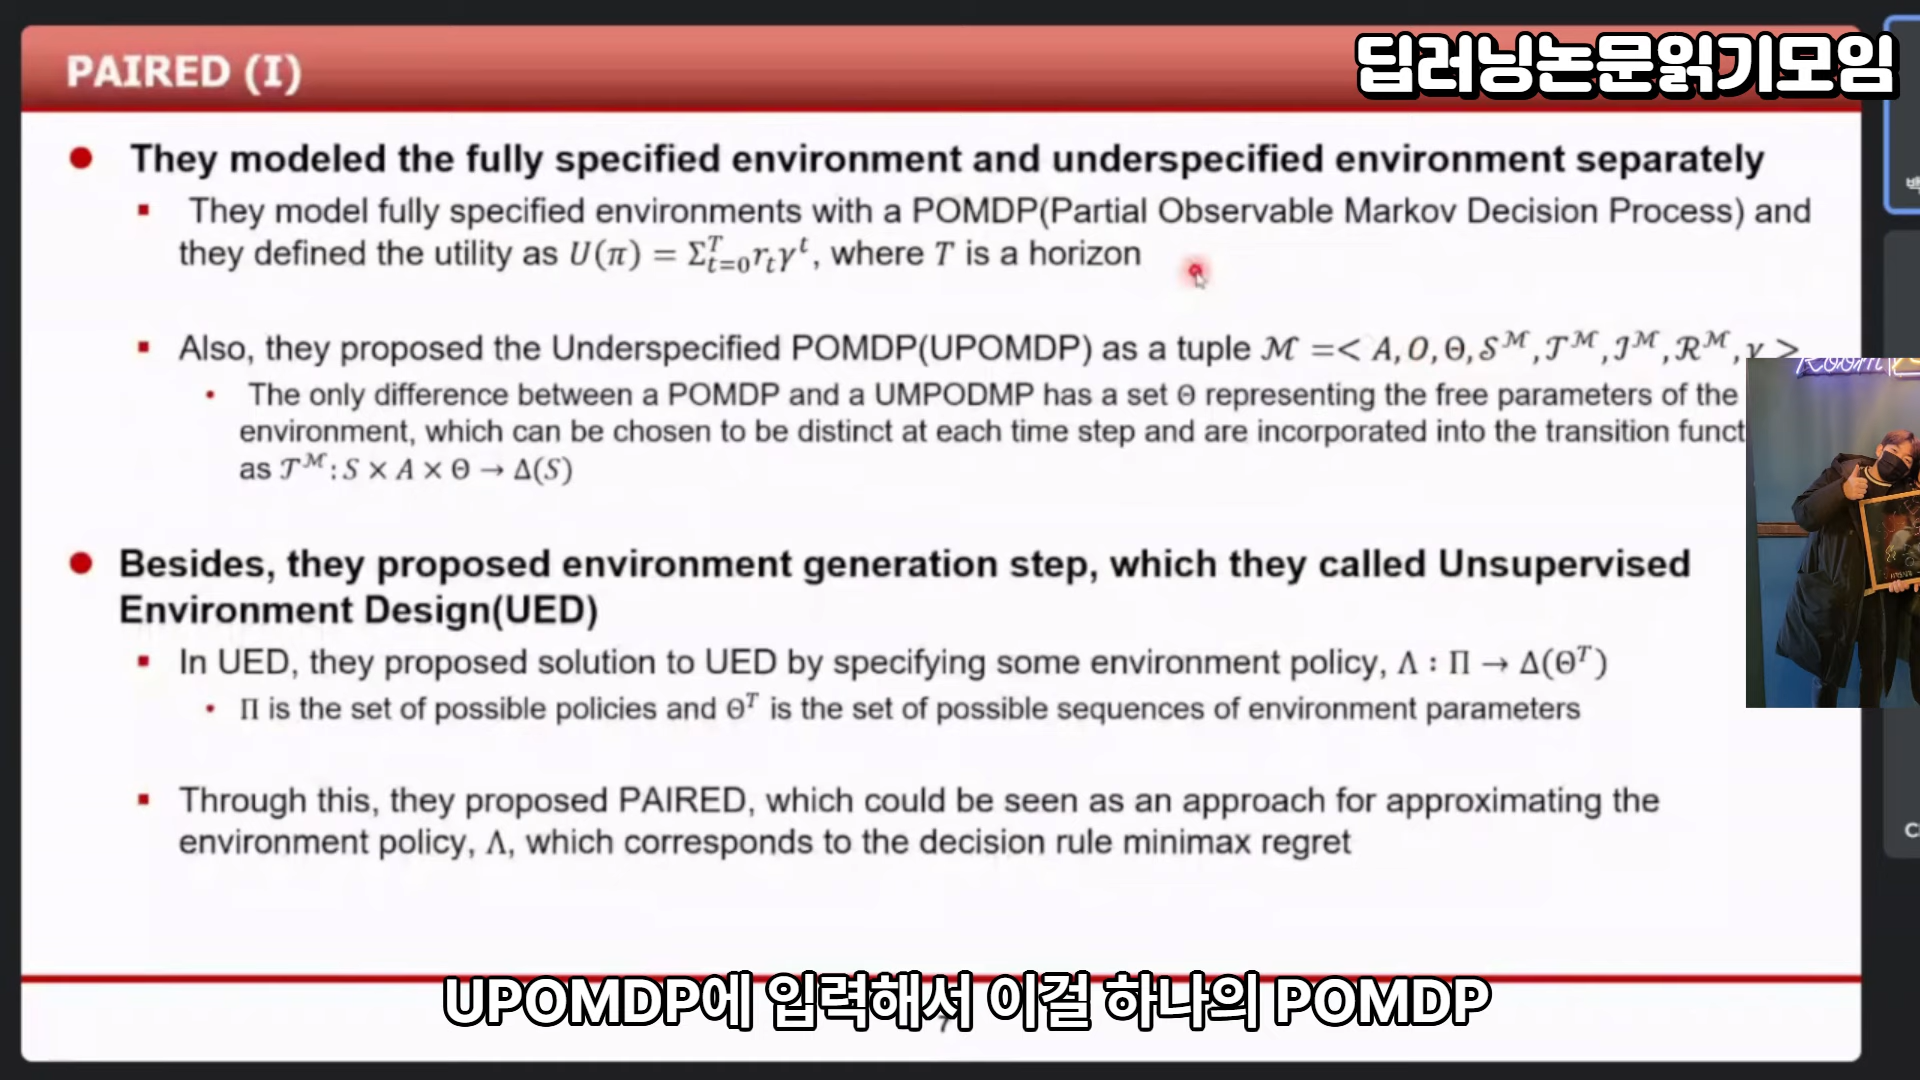 PAIRED (I)
딥러닝논문읽기모임
They modeled the fully specified environment and underspecified environment separately
They model fully specified environments with a POMDP(Partial Observable Markov Decision Process) and
they defined the utility as U(π) = Σ_{t=0}^{T} r_t γ^t, where T is a horizon
Also, they proposed the Underspecified POMDP(UPOMDP) as a tuple ℳ =< A, O, Θ, S^ℳ, 𝒯^ℳ, ℐ^ℳ, ℛ^ℳ, γ >
The only difference between a POMDP and a UMPODMP has a set Θ representing the free parameters of the
environment, which can be chosen to be distinct at each time step and are incorporated into the transition funct
as 𝒯^ℳ: S × A × Θ → Δ(S)
Besides, they proposed environment generation step, which they called Unsupervised
Environment Design(UED)
In UED, they proposed solution to UED by specifying some environment policy, Λ : Π → Δ(Θ^T)
Π is the set of possible policies and Θ^T is the set of possible sequences of environment parameters
Through this, they proposed PAIRED, which could be seen as an approach for approximating the
environment policy, Λ, which corresponds to the decision rule minimax regret
UPOMDP에 입력해서 이걸 하나의 POMDP